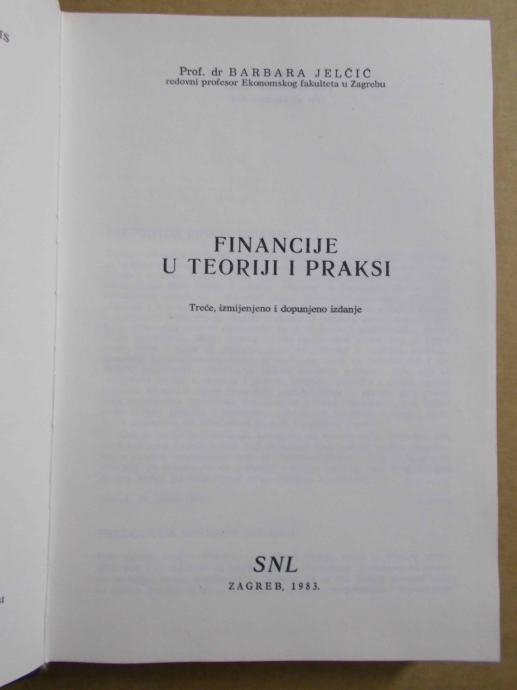 Prof. dr BARBARA JELČIĆ
redovni profesor Ekonomskog fakulteta u Zagrebu
FINANCIJE
U TEORIJI I PRAKSI
Treće, izmijenjeno i dopunjeno izdanje
SNL
ZAGREB, 1983.